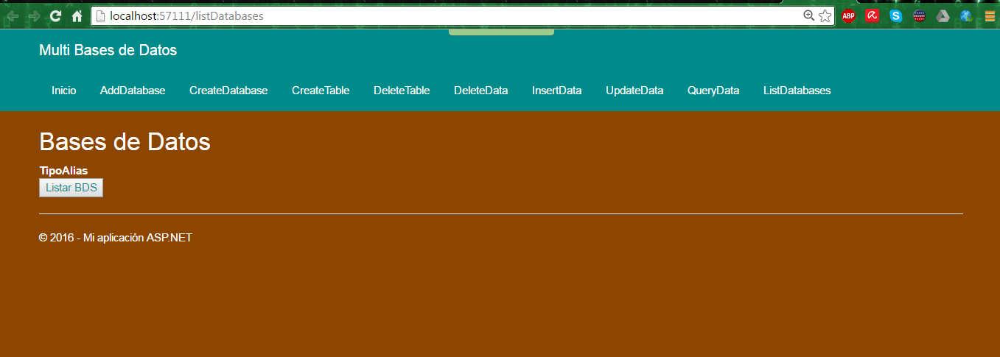 localhost:57111/listDatabases
ABP
Multi Bases de Datos
Inicio AddDatabase CreateDatabase CreateTable DeleteTable DeleteData InsertData UpdateData QueryData ListDatabases
Bases de Datos
TipoAlias
Listar BDS
© 2016 - Mi aplicación ASP.NET